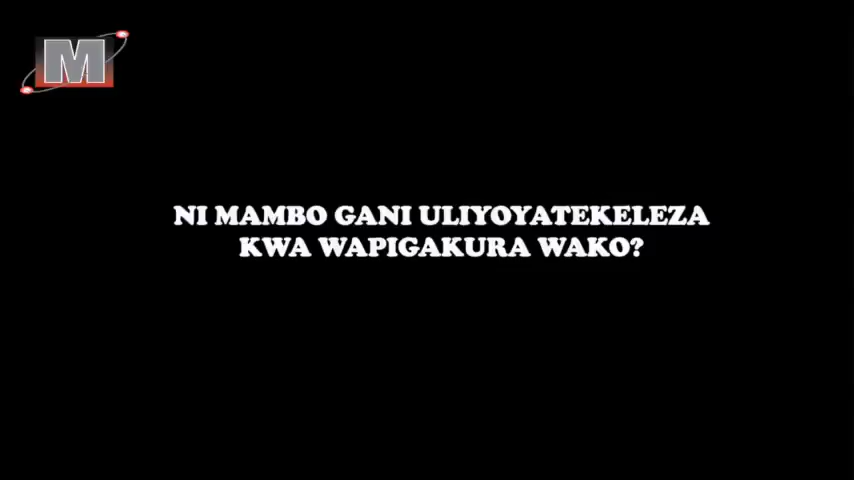 M
NI MAMBO GANI ULIYOYATEKELEZA
KWA WAPIGAKURA WAKO?